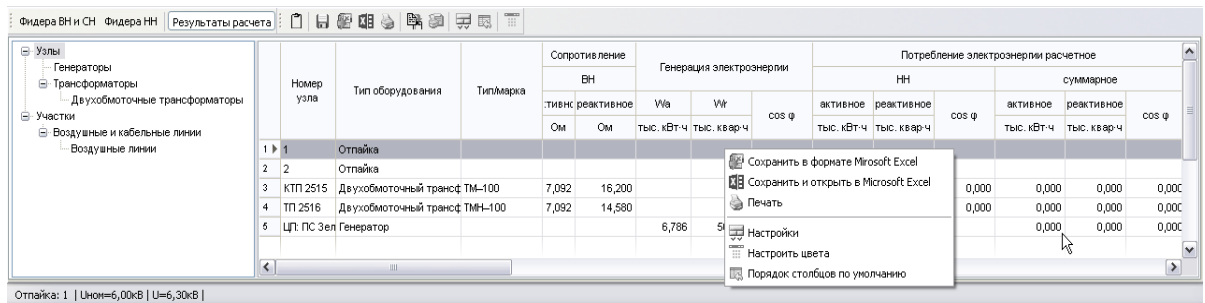 Фидера ВН и СН Фидера НН Результаты расчета
Узлы
Генераторы
Трансформаторы
Двухобмоточные трансформаторы
Участки
Воздушные и кабельные линии
Воздушные линии
Номер узла Тип оборудования Тип/марка Сопротивление Генерация электроэнергии Потребление электроэнергии расчетное
ВН НН суммарное
тивнс реактивное Wa Wr cos φ активное реактивное cos φ активное реактивное cos φ
Ом Ом тыс. кВт·ч тыс. квар·ч тыс. кВт·ч тыс. квар·ч тыс. кВт·ч тыс. квар·ч
1 1 Отпайка
2 2 Отпайка
3 КТП 2515 Двухобмоточный трансф ТМ–100 7,092 16,200 0,000 0,000 0,000 0,000
4 ТП 2516 Двухобмоточный трансф ТМН–100 7,092 14,580 0,000 0,000 0,000 0,000
5 ЦП: ПС Зел Генератор 6,786 0,000 0,000 0,000
Сохранить в формате Mirosoft Excel
Сохранить и открыть в Microsoft Excel
Печать
Настройки
Настроить цвета
Порядок столбцов по умолчанию
Отпайка: 1 | Uном=6,00кВ | U=6,30кВ |